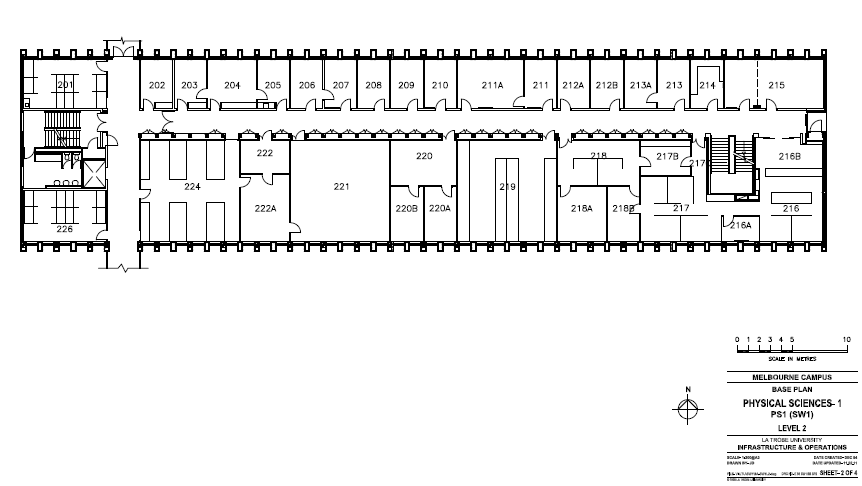 201
202
203
204
205
206
207
208
209
210
211A
211
212A
212B
213A
213
214
215
222
220
218
217B
217
216B
224
221
219
222A
220B
220A
218A
218B
217
216
216A
226
0 1 2 3 4 5 10
SCALE IN METRES
N
MELBOURNE CAMPUS
BASE PLAN
PHYSICAL SCIENCES- 1
PS1 (SW1)
LEVEL 2
LA TROBE UNIVERSITY
INFRASTRUCTURE & OPERATIONS
SHEET- 2 OF 4